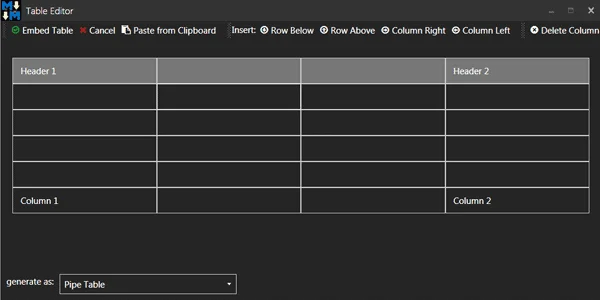 Table Editor
Embed Table Cancel Paste from Clipboard Insert: Row Below Row Above Column Right Column Left Delete Column
Header 1 Header 2
Column 1 Column 2
generate as: Pipe Table